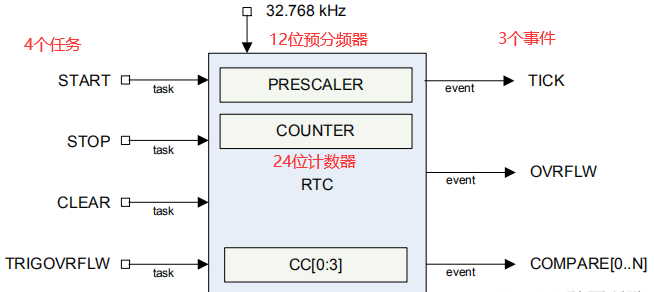 32.768 kHz
4个任务
12位预分频器
3个事件
START
task
PRESCALER
event
TICK
STOP
task
COUNTER
24位计数器
RTC
event
OVRFLW
CLEAR
task
TRIGOVRFLW
task
CC[0:3]
event
COMPARE[0..N]